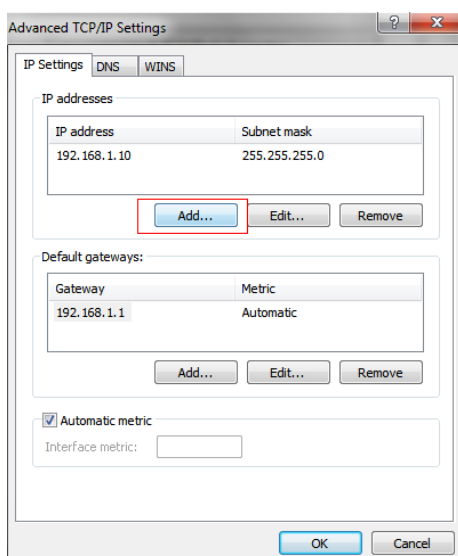 Advanced TCP/IP Settings ? X
IP Settings DNS WINS
IP addresses
IP address Subnet mask
192.168.1.10 255.255.255.0
Add... Edit... Remove
Default gateways:
Gateway Metric
192.168.1.1 Automatic
Add... Edit... Remove
Automatic metric
Interface metric:
OK Cancel